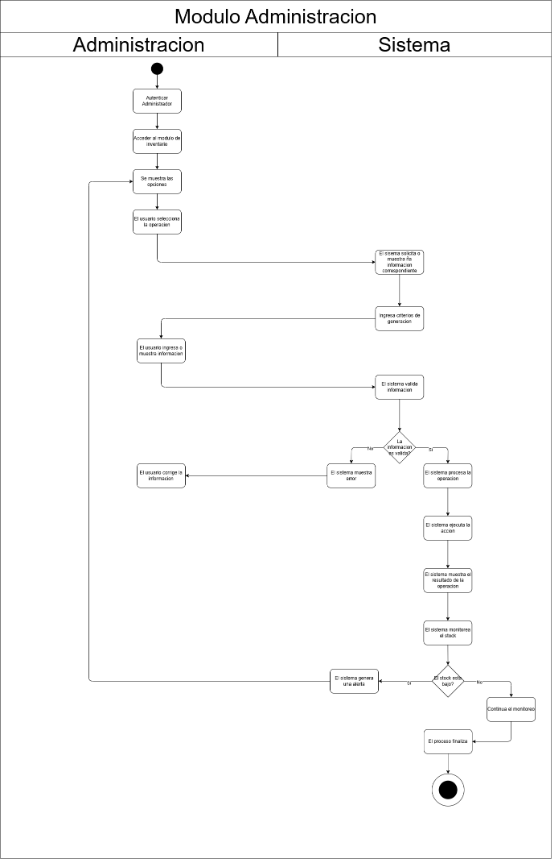 Modulo Administracion
Administracion
Sistema
Autenticar
Administrador
Acceder al modulo de
inventario
Se muestra las
opciones
El usuario selecciona
la operacion
El sisema solicita o
muestra ña
informacion
correspondiente
Ingresa criterios de
generacion
El usuario ingresa o
muestra informacion
El sistema valida
informacion
La
informacion
es valida?
No
Si
El usuario corrige la
informacion
El sistema muestra
error
El sistema procesa la
operacion
El sistema ejecuta la
accion
El sistema muestra el
resultado de la
operacion
El sistema monitorea
el stock
El sistema genera
una alerta
Si
El stock esta
bajo?
No
Continua el monitoreo
El proceso finaliza